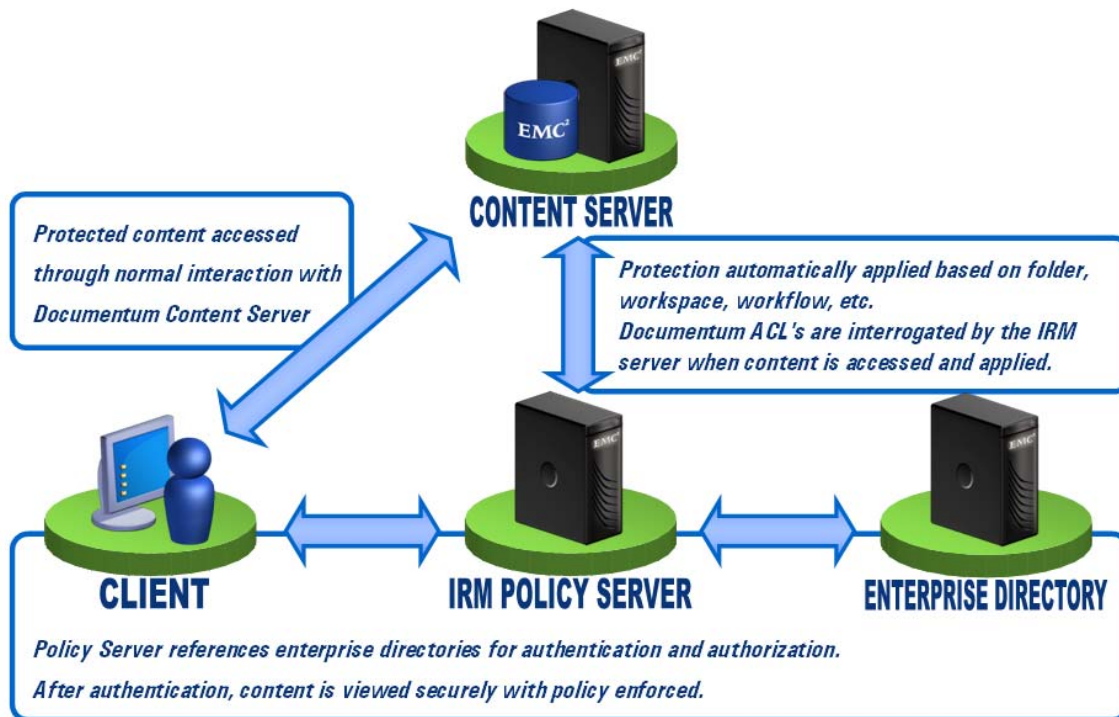 EMC²
EMC²
CONTENT SERVER
Protected content accessed
through normal interaction with
Documentum Content Server
Protection automatically applied based on folder,
workspace, workflow, etc.
Documentum ACL's are interrogated by the IRM
server when content is accessed and applied.
EMC²
EMC²
CLIENT
IRM POLICY SERVER
ENTERPRISE DIRECTORY
Policy Server references enterprise directories for authentication and authorization.
After authentication, content is viewed securely with policy enforced.